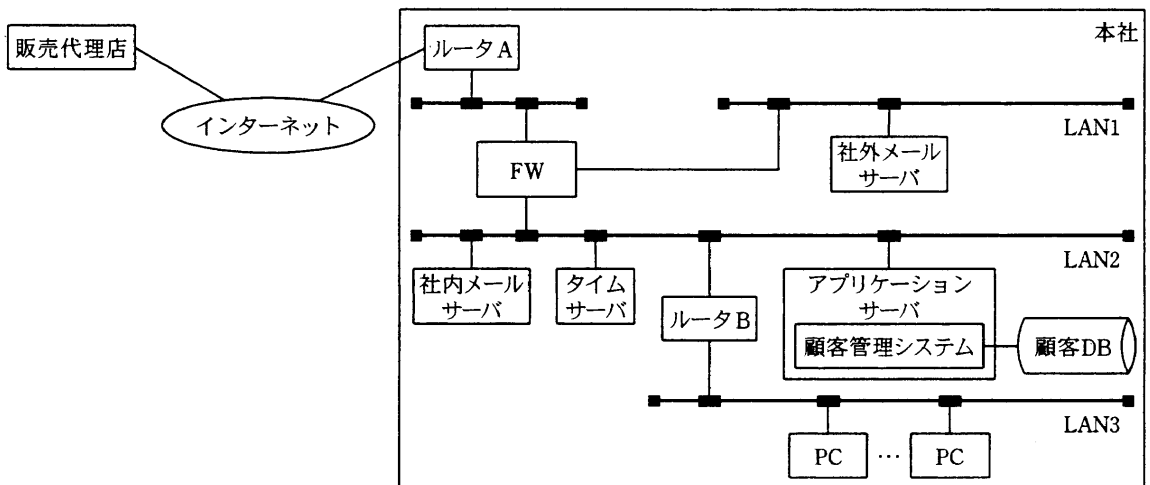 本社
販売代理店
ルータA
インターネット
LAN1
社外メール
サーバ
FW
LAN2
社内メール
サーバ
タイム
サーバ
ルータB
アプリケーション
サーバ
顧客管理システム
顧客DB
LAN3
PC … PC